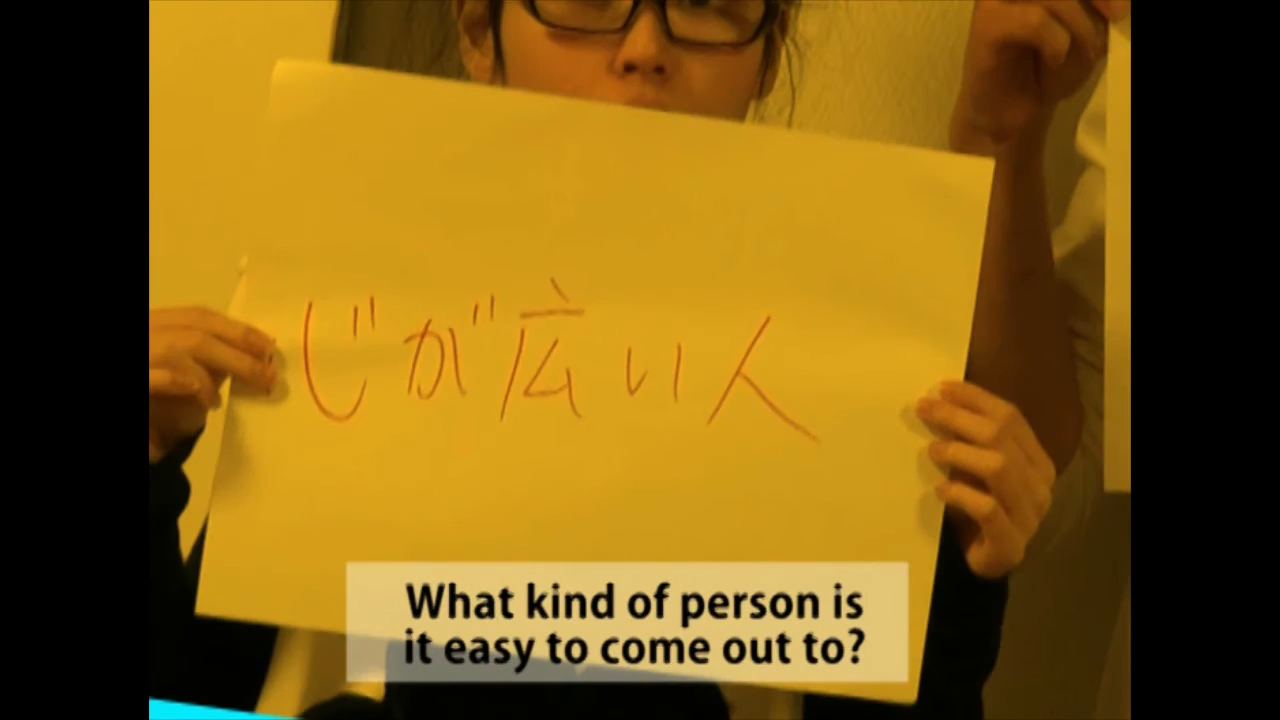 じが広い人
What kind of person is
it easy to come out to?